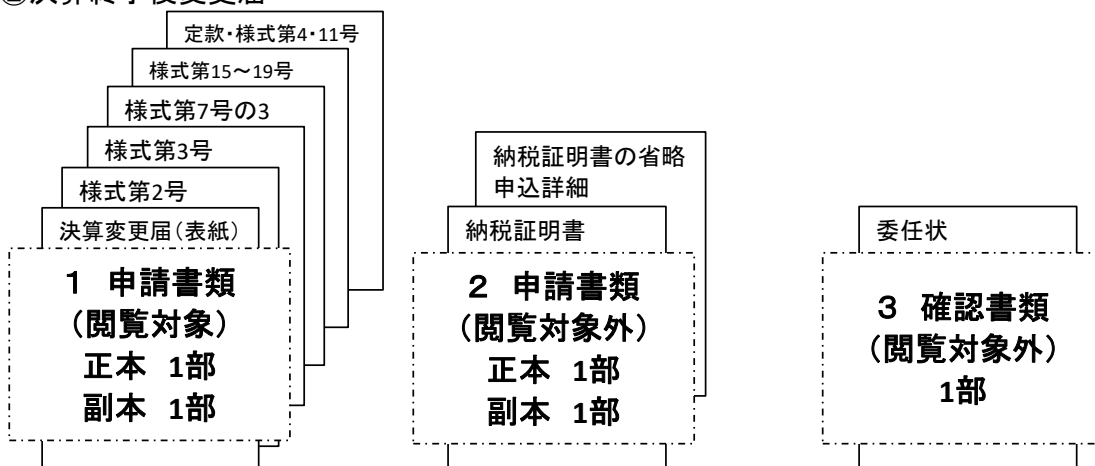 定款・様式第4・11号
様式第15～19号
様式第7号の3
様式第3号
様式第2号
決算変更届（表紙）
１ 申請書類
（閲覧対象）
正本 1部
副本 1部
納税証明書の省略
申込詳細
納税証明書
２ 申請書類
（閲覧対象外）
正本 1部
副本 1部
委任状
３ 確認書類
（閲覧対象外）
1部